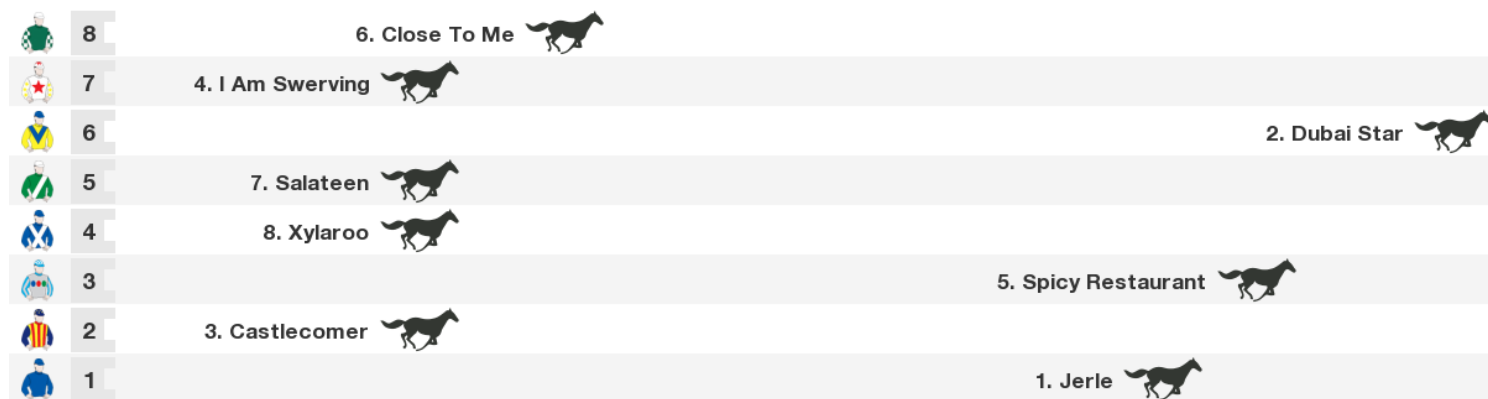 8 6. Close To Me
7 4. I Am Swerving
6 2. Dubai Star
5 7. Salateen
4 8. Xylaroo
3 5. Spicy Restaurant
2 3. Castlecomer
1 1. Jerle